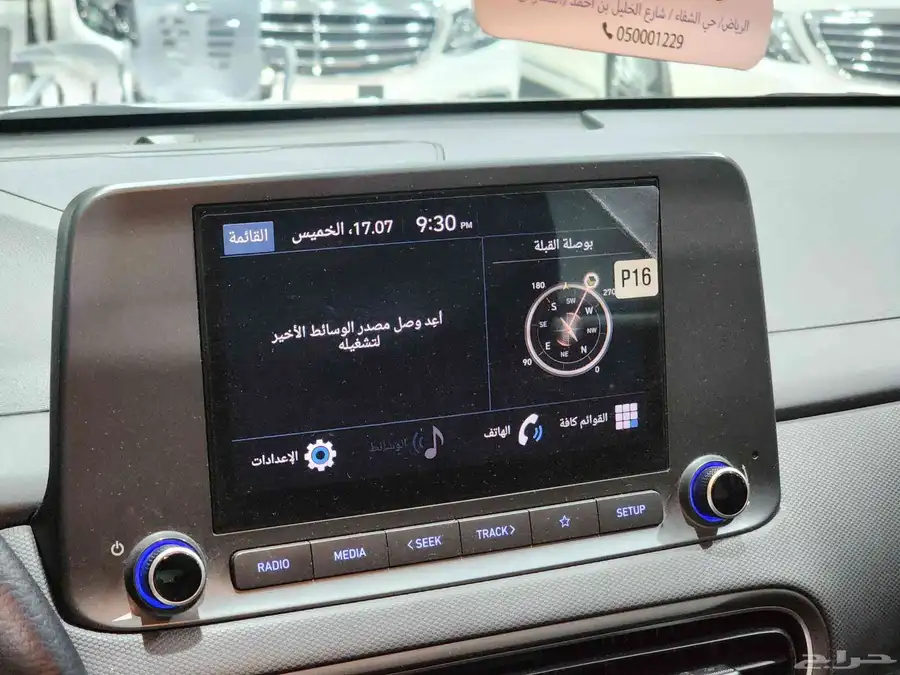 الرياض/ حي الشفاء / شارع الخليل بن أحمد
050001229
القائمة
17.07، الخميس
9:30 PM
بوصلة القبلة
P16
أعِد وصل مصدر الوسائط الأخير
لتشغيله
180
270
90
0
S
SW
W
NW
N
NE
E
SE
القوائم كافة
الهاتف
الوسائط
الإعدادات
RADIO
MEDIA
< SEEK
TRACK >
☆
SETUP
حراج